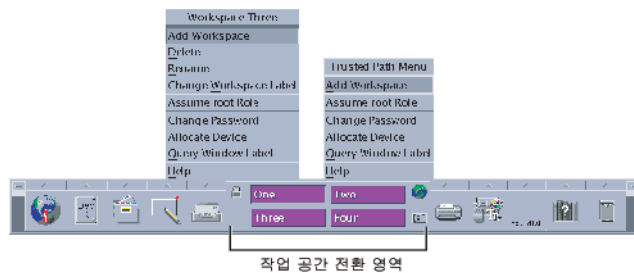 Workspace Three
Add Workspace
Delete
Rename
Change Workspace Label
Assume root Role
Change Password
Allocate Device
Query Window Label
Help
Trusted Path Menu
Add Workspace
Assume root Role
Change Password
Allocate Device
Query Window Label
Help
One
Two
Three
Four
작업 공간 전환 영역